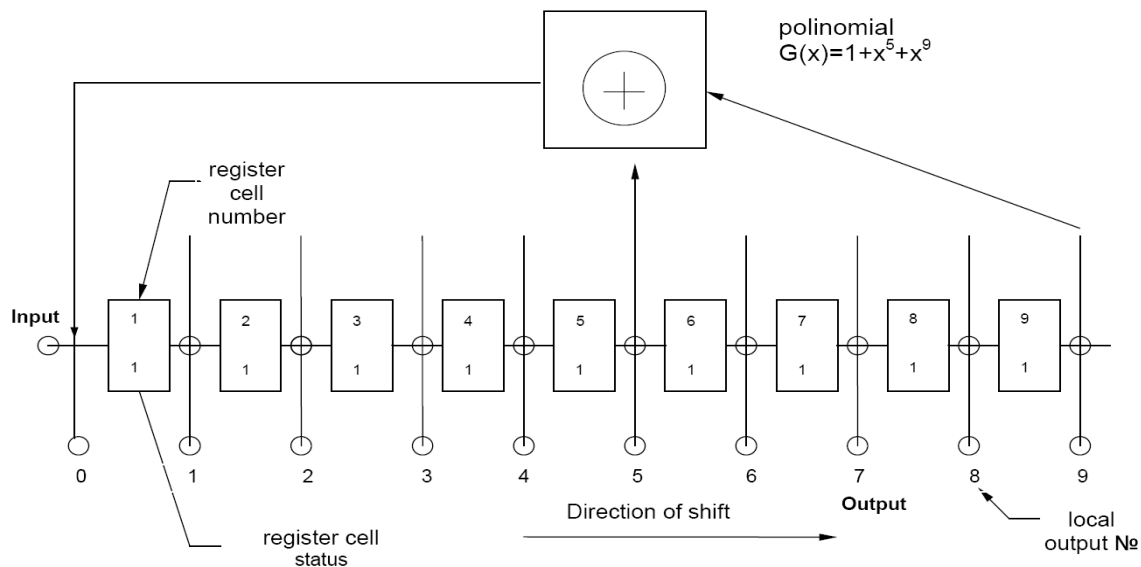 polinomial
G(x)=1+x⁵+x⁹
register
cell
number
Input
1 2 3 4 5 6 7 8 9
1 1 1 1 1 1 1 1 1
0 1 2 3 4 5 6 7 8 9
Output
Direction of shift
register cell
status
local
output №